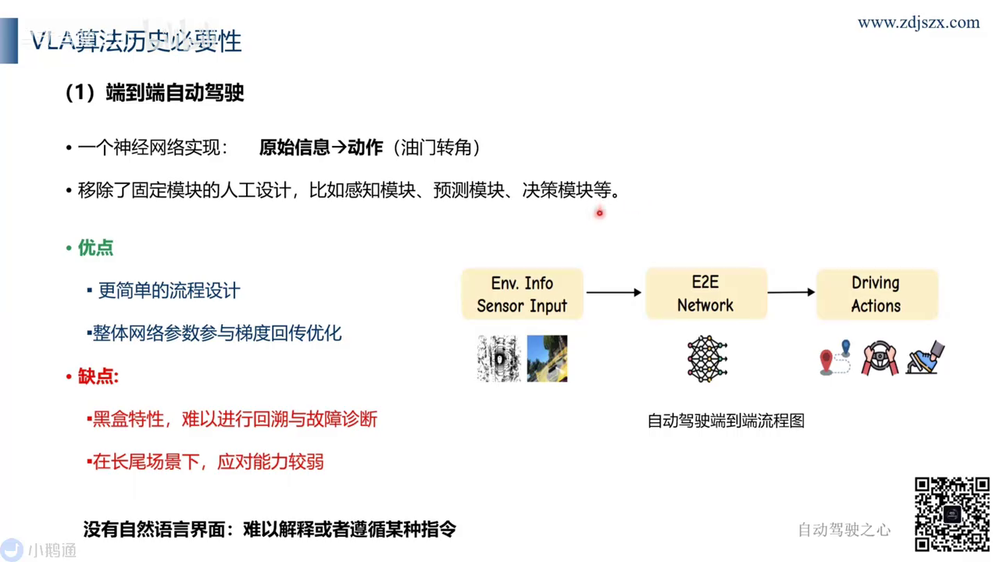 www.zdjszx.com
VLA算法历史必要性
（1）端到端自动驾驶
• 一个神经网络实现： 原始信息→动作（油门转角）
• 移除了固定模块的人工设计，比如感知模块、预测模块、决策模块等。
• 优点
▪ 更简单的流程设计
▪整体网络参数参与梯度回传优化
• 缺点:
▪黑盒特性，难以进行回溯与故障诊断
▪在长尾场景下，应对能力较弱
Env. Info
Sensor Input
E2E
Network
Driving
Actions
自动驾驶端到端流程图
没有自然语言界面：难以解释或者遵循某种指令
自动驾驶之心
小鹅通